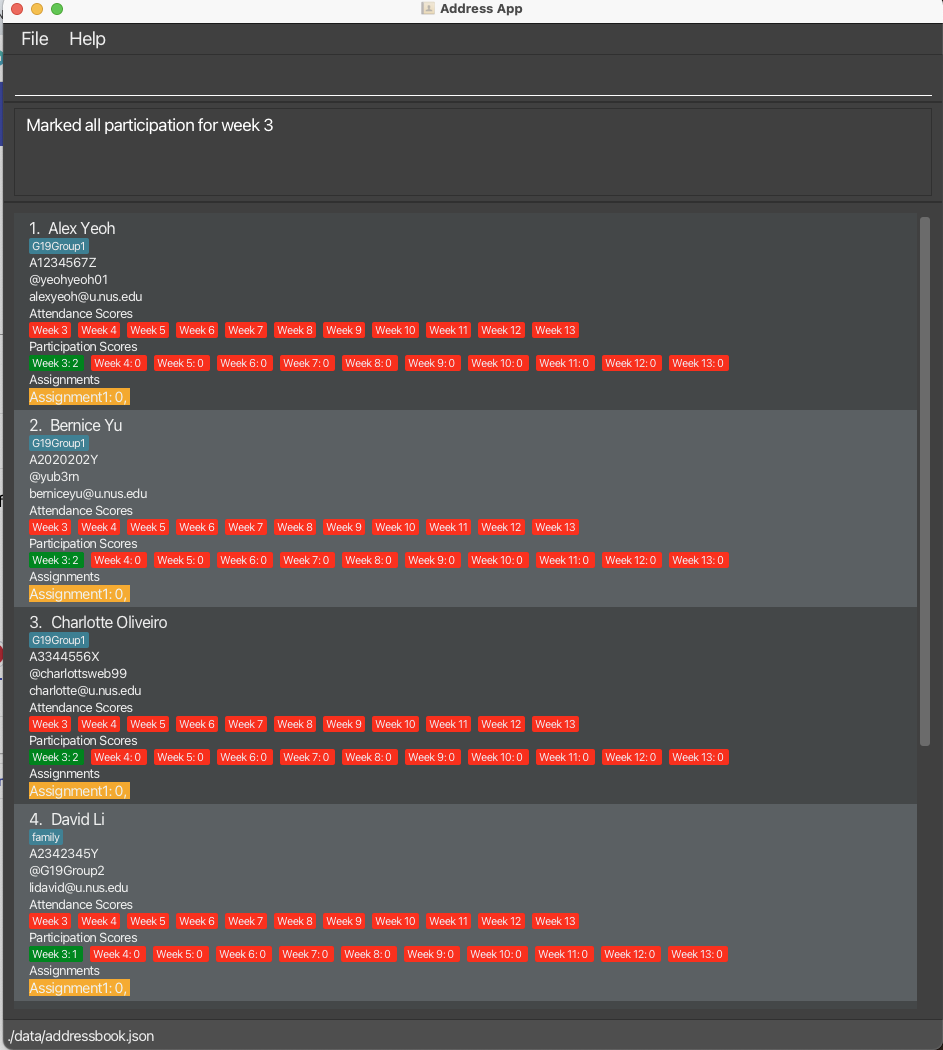 Address App
File Help
Marked all participation for week 3
1. Alex Yeoh
G19Group1
A1234567Z
@yeohyeoh01
alexyeoh@u.nus.edu
Attendance Scores
Week 3 Week 4 Week 5 Week 6 Week 7 Week 8 Week 9 Week 10 Week 11 Week 12 Week 13
Participation Scores
Week 3: 2 Week 4: 0 Week 5: 0 Week 6: 0 Week 7: 0 Week 8: 0 Week 9: 0 Week 10: 0 Week 11: 0 Week 12: 0 Week 13: 0
Assignments
Assignment1: 0,
2. Bernice Yu
G19Group1
A2020202Y
@yub3rn
berniceyu@u.nus.edu
Attendance Scores
Week 3 Week 4 Week 5 Week 6 Week 7 Week 8 Week 9 Week 10 Week 11 Week 12 Week 13
Participation Scores
Week 3: 2 Week 4: 0 Week 5: 0 Week 6: 0 Week 7: 0 Week 8: 0 Week 9: 0 Week 10: 0 Week 11: 0 Week 12: 0 Week 13: 0
Assignments
Assignment1: 0,
3. Charlotte Oliveiro
G19Group1
A3344556X
@charlottsweb99
charlotte@u.nus.edu
Attendance Scores
Week 3 Week 4 Week 5 Week 6 Week 7 Week 8 Week 9 Week 10 Week 11 Week 12 Week 13
Participation Scores
Week 3: 2 Week 4: 0 Week 5: 0 Week 6: 0 Week 7: 0 Week 8: 0 Week 9: 0 Week 10: 0 Week 11: 0 Week 12: 0 Week 13: 0
Assignments
Assignment1: 0,
4. David Li
family
A2342345Y
@G19Group2
lidavid@u.nus.edu
Attendance Scores
Week 3 Week 4 Week 5 Week 6 Week 7 Week 8 Week 9 Week 10 Week 11 Week 12 Week 13
Participation Scores
Week 3: 1 Week 4: 0 Week 5: 0 Week 6: 0 Week 7: 0 Week 8: 0 Week 9: 0 Week 10: 0 Week 11: 0 Week 12: 0 Week 13: 0
Assignments
Assignment1: 0,
./data/addressbook.json